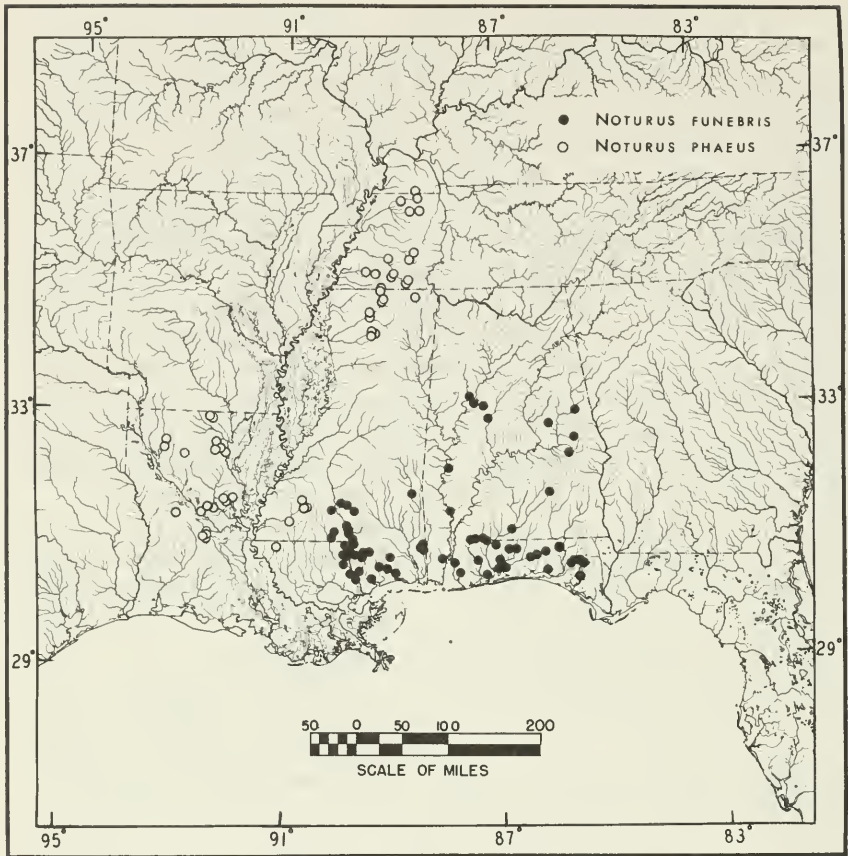 95° 91° 87° 83°
● NOTURUS FUNEBRIS
○ NOTURUS PHAEUS
37° 37°
33° 33°
29° 29°
50 0 50 100 200
SCALE OF MILES
95° 91° 87° 83°